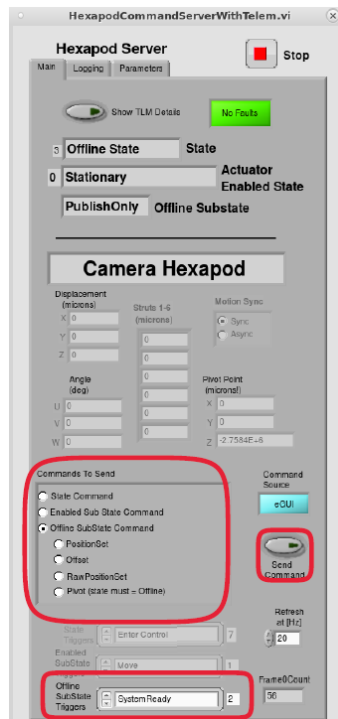 HexapodCommandServerWithTelem.vi
Hexapod Server
Stop
Main Logging Parameters
Show TLM Details
No Faults
3 Offline State State
0 Stationary Actuator Enabled State
PublishOnly Offline Substate
Camera Hexapod
Displacement
(microns)
X 0
Y 0
Z 0
Strute 1-6
(microns)
0
0
0
0
0
0
Motion Sync
Sync
Async
Angle
(deg)
U 0
V 0
W 0
Pivot Point
(microns)
X 0
Y 0
Z -2.7584E+6
Commands To Send
State Command
Enabled Sub State Command
Offline SubState Command
PositionSet
Offset
RawPositionSet
Pivot (state must = Offline)
Command
Source
eGUI
Send
Command
Refresh
at [Hz]
20
State
Triggers
Enter Control 7
Enabled
SubState
Move 1
Offline
SubState
Triggers
SystemReady 2
Frame0Count
56